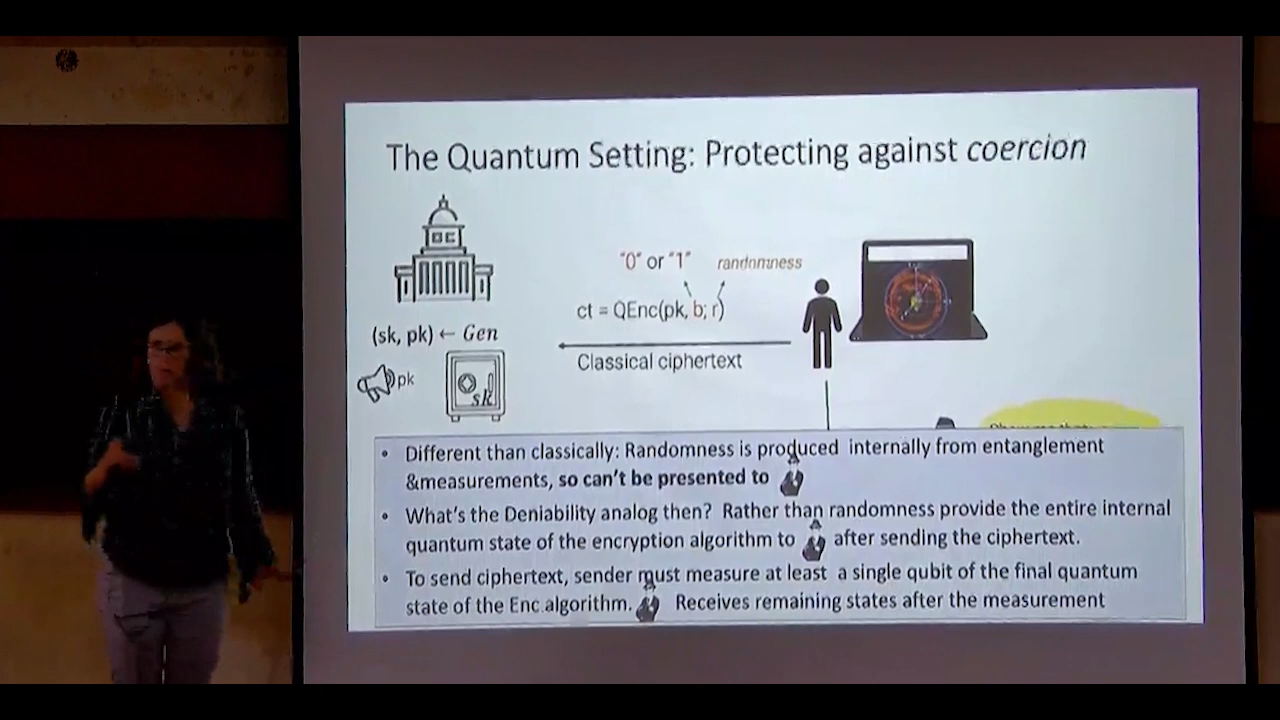 The Quantum Setting: Protecting against coercion
"0" or "1" randomness
ct = QEnc(pk, b; r)
Classical ciphertext
(sk, pk) ← Gen
pk
sk
• Different than classically: Randomness is produced internally from entanglement
&measurements, so can't be presented to
• What's the Deniability analog then? Rather than randomness provide the entire internal
quantum state of the encryption algorithm to after sending the ciphertext.
• To send ciphertext, sender must measure at least a single qubit of the final quantum
state of the Enc.algorithm. Receives remaining states after the measurement